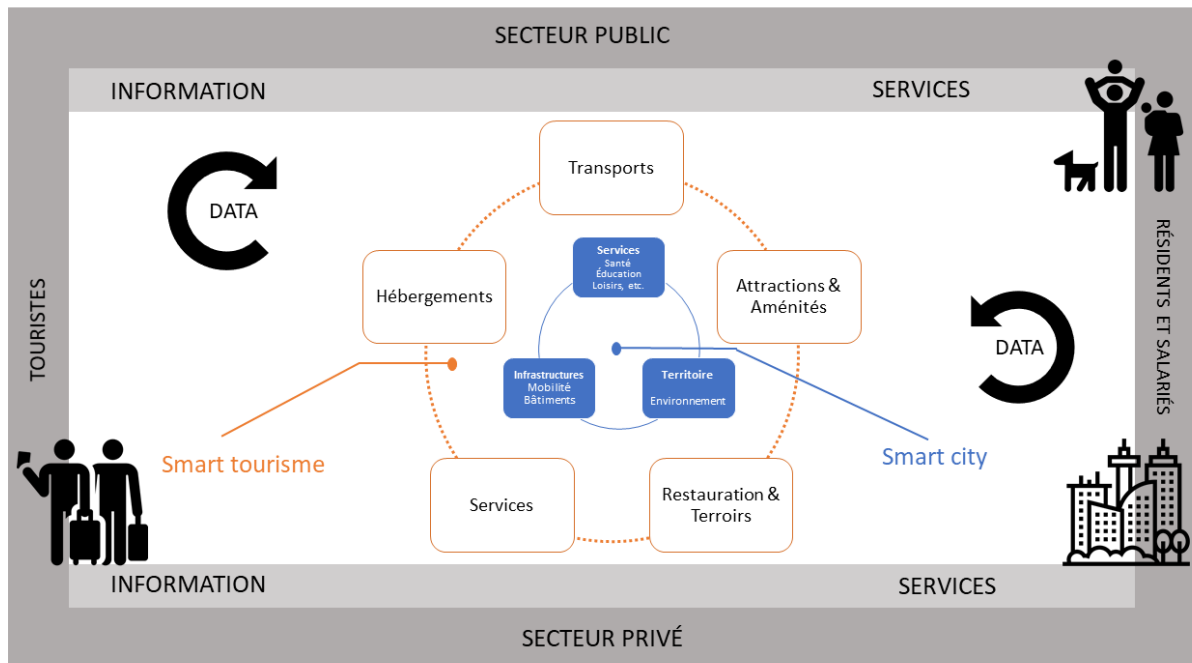 SECTEUR PUBLIC
INFORMATION
SERVICES
Transports
DATA
Services
Santé
Éducation
Loisirs, etc.
Hébergements
Attractions &
Aménités
TOURISTES
RÉSIDENTS ET SALARIÉS
DATA
Infrastructures
Mobilité
Bâtiments
Territoire
Environnement
Smart tourisme
Smart city
Services
Restauration &
Terroirs
INFORMATION
SERVICES
SECTEUR PRIVÉ